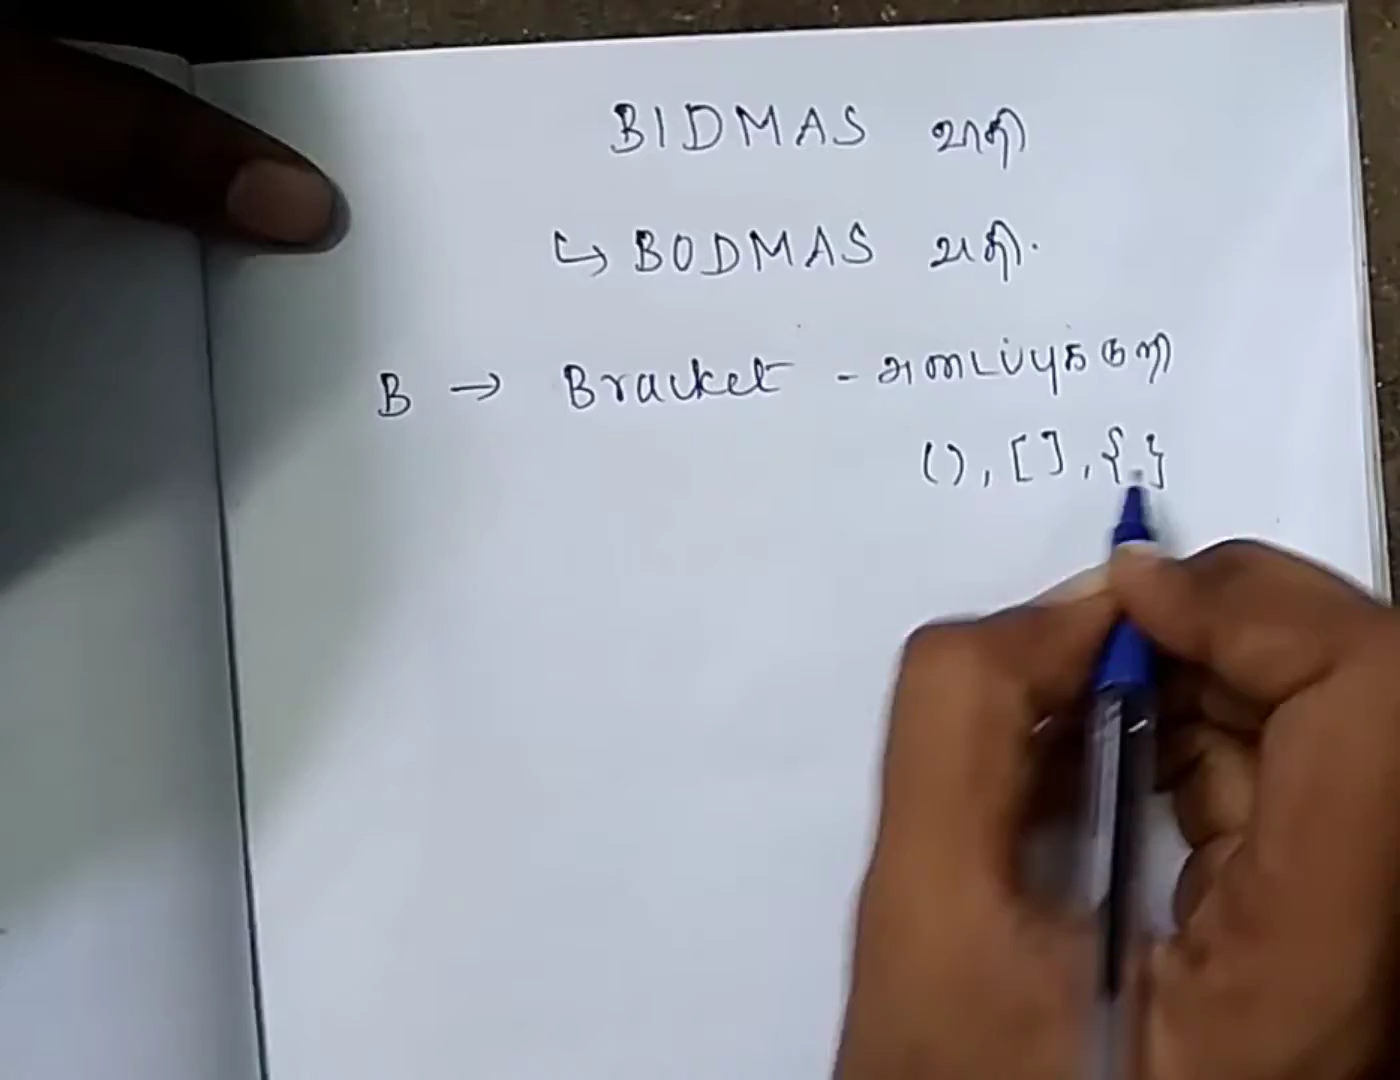 BIDMAS விதி
↳ BODMAS விதி.
B → Bracket - அடைப்புக்குறி
(), [], {}